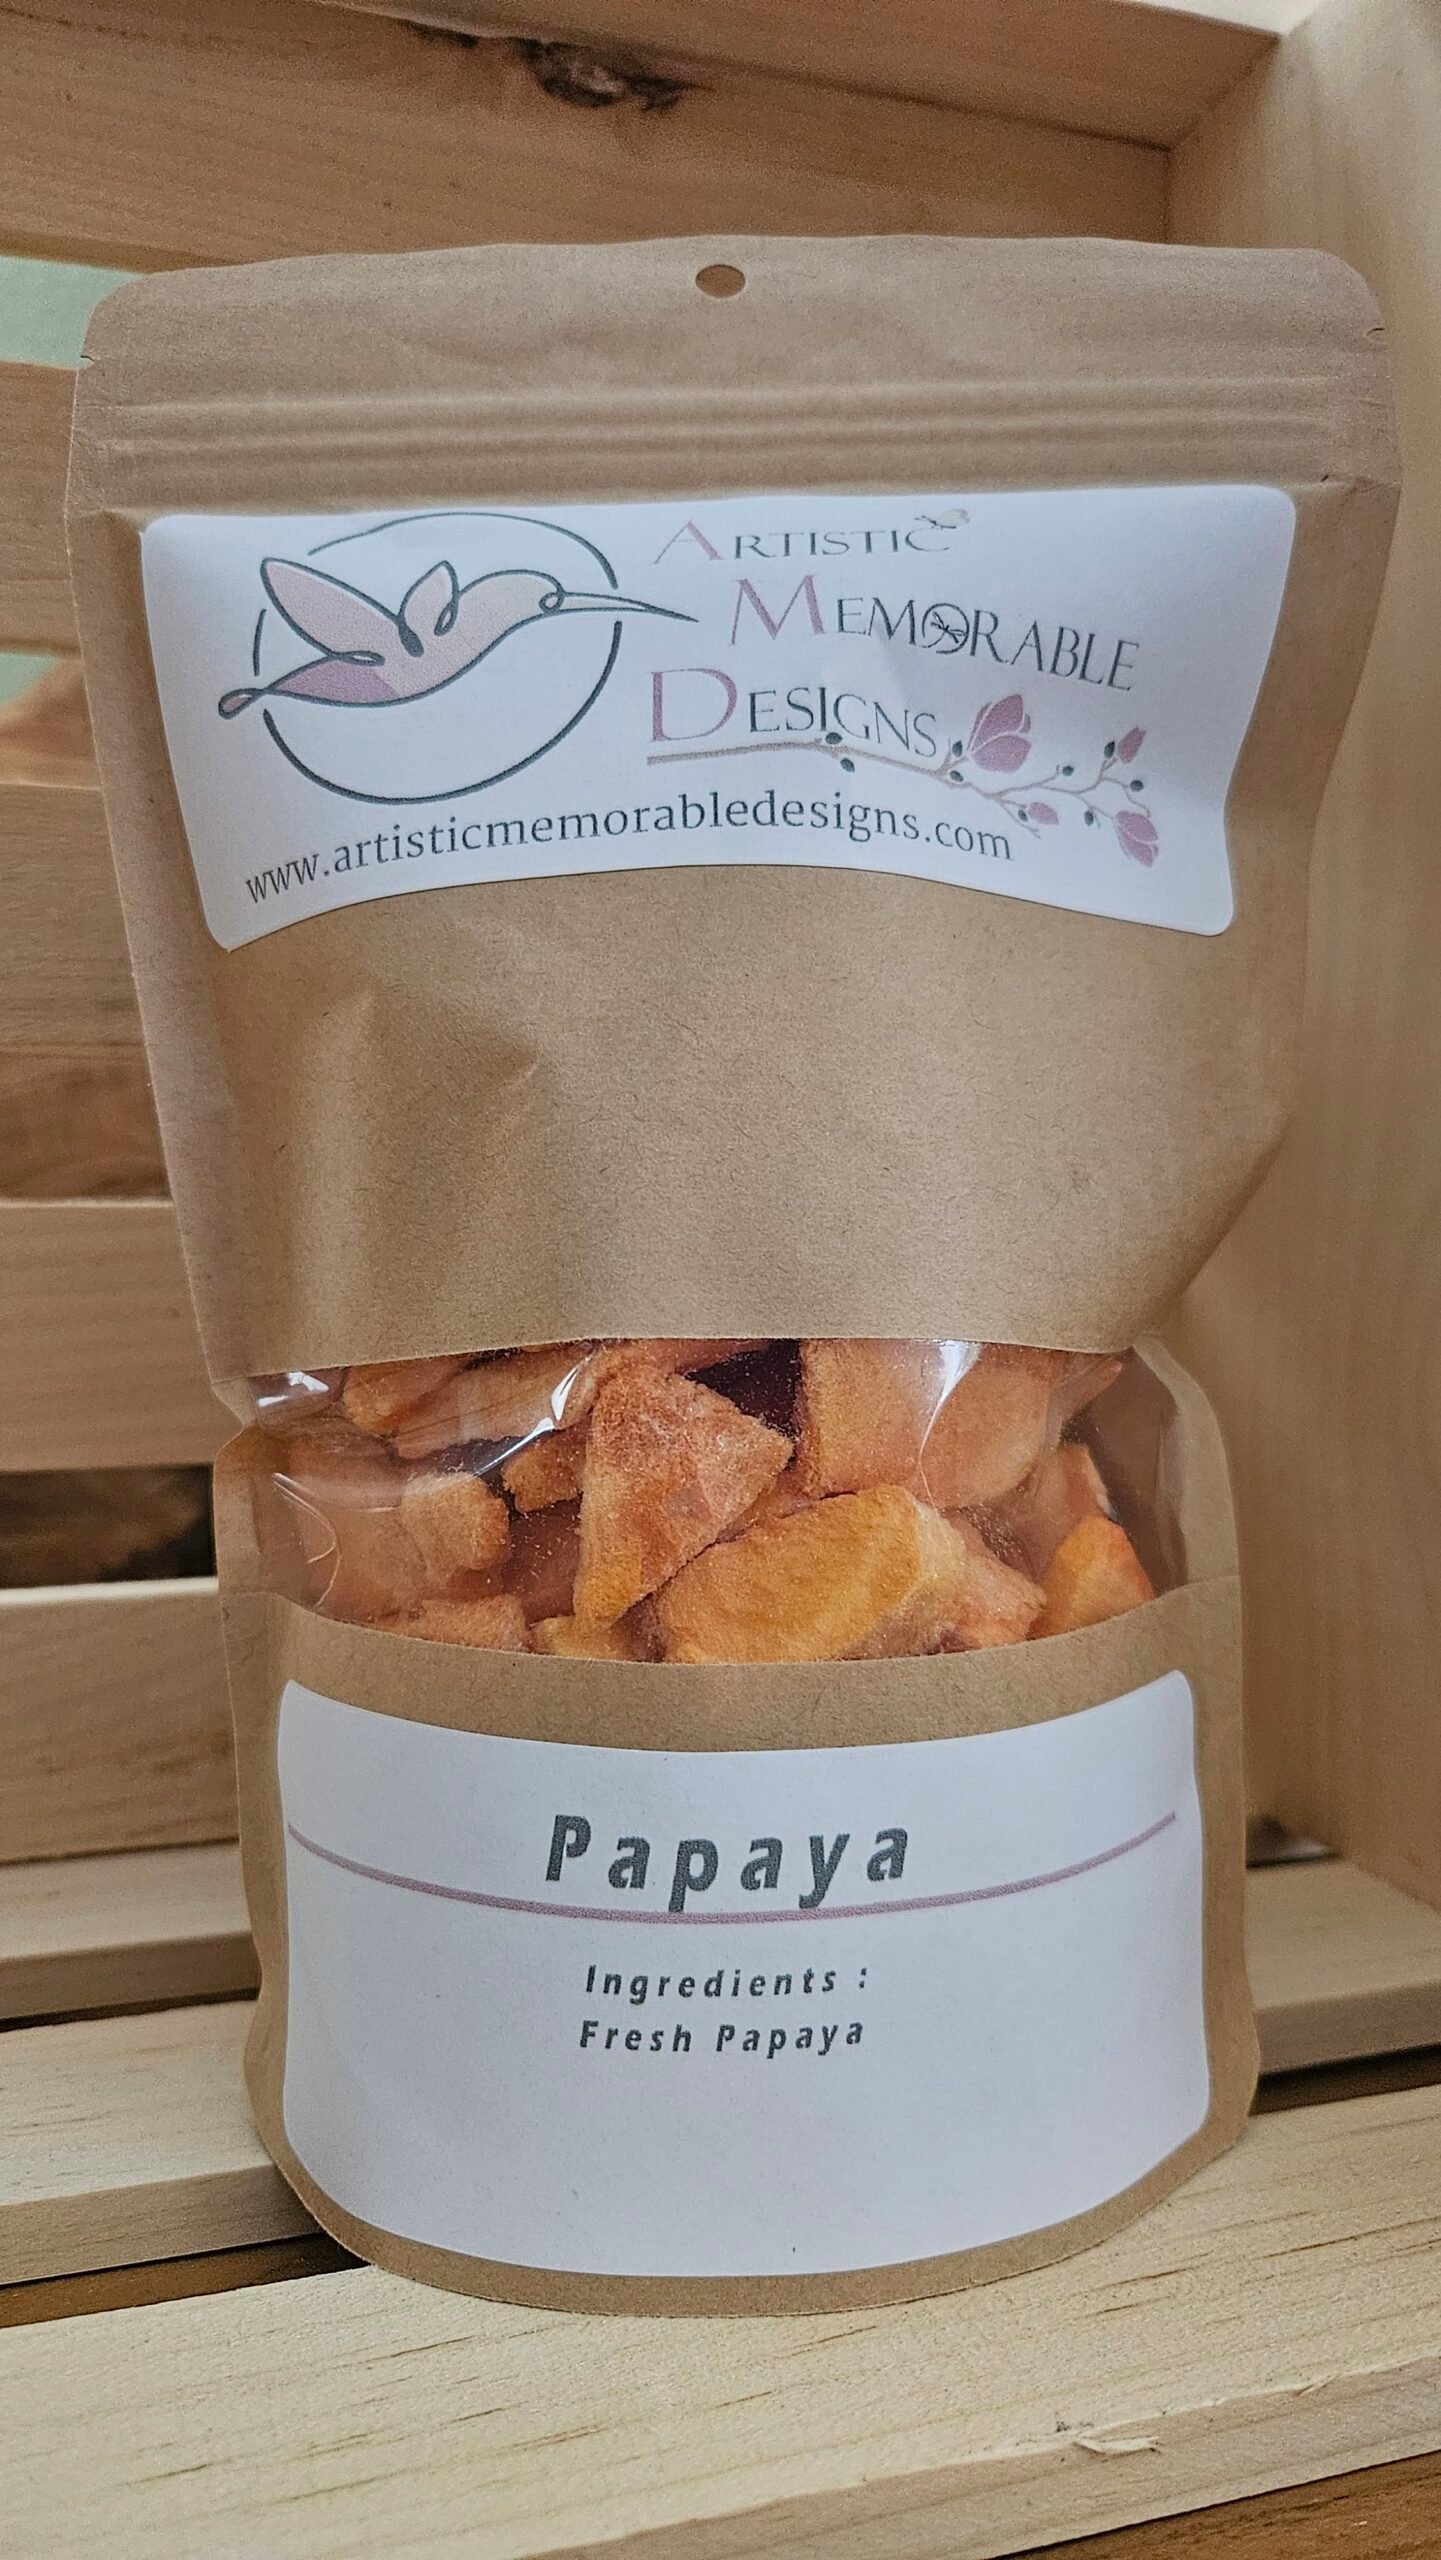 Artistic
Memorable
Designs
www.artisticmemorabledesigns.com
Papaya
Ingredients :
Fresh Papaya